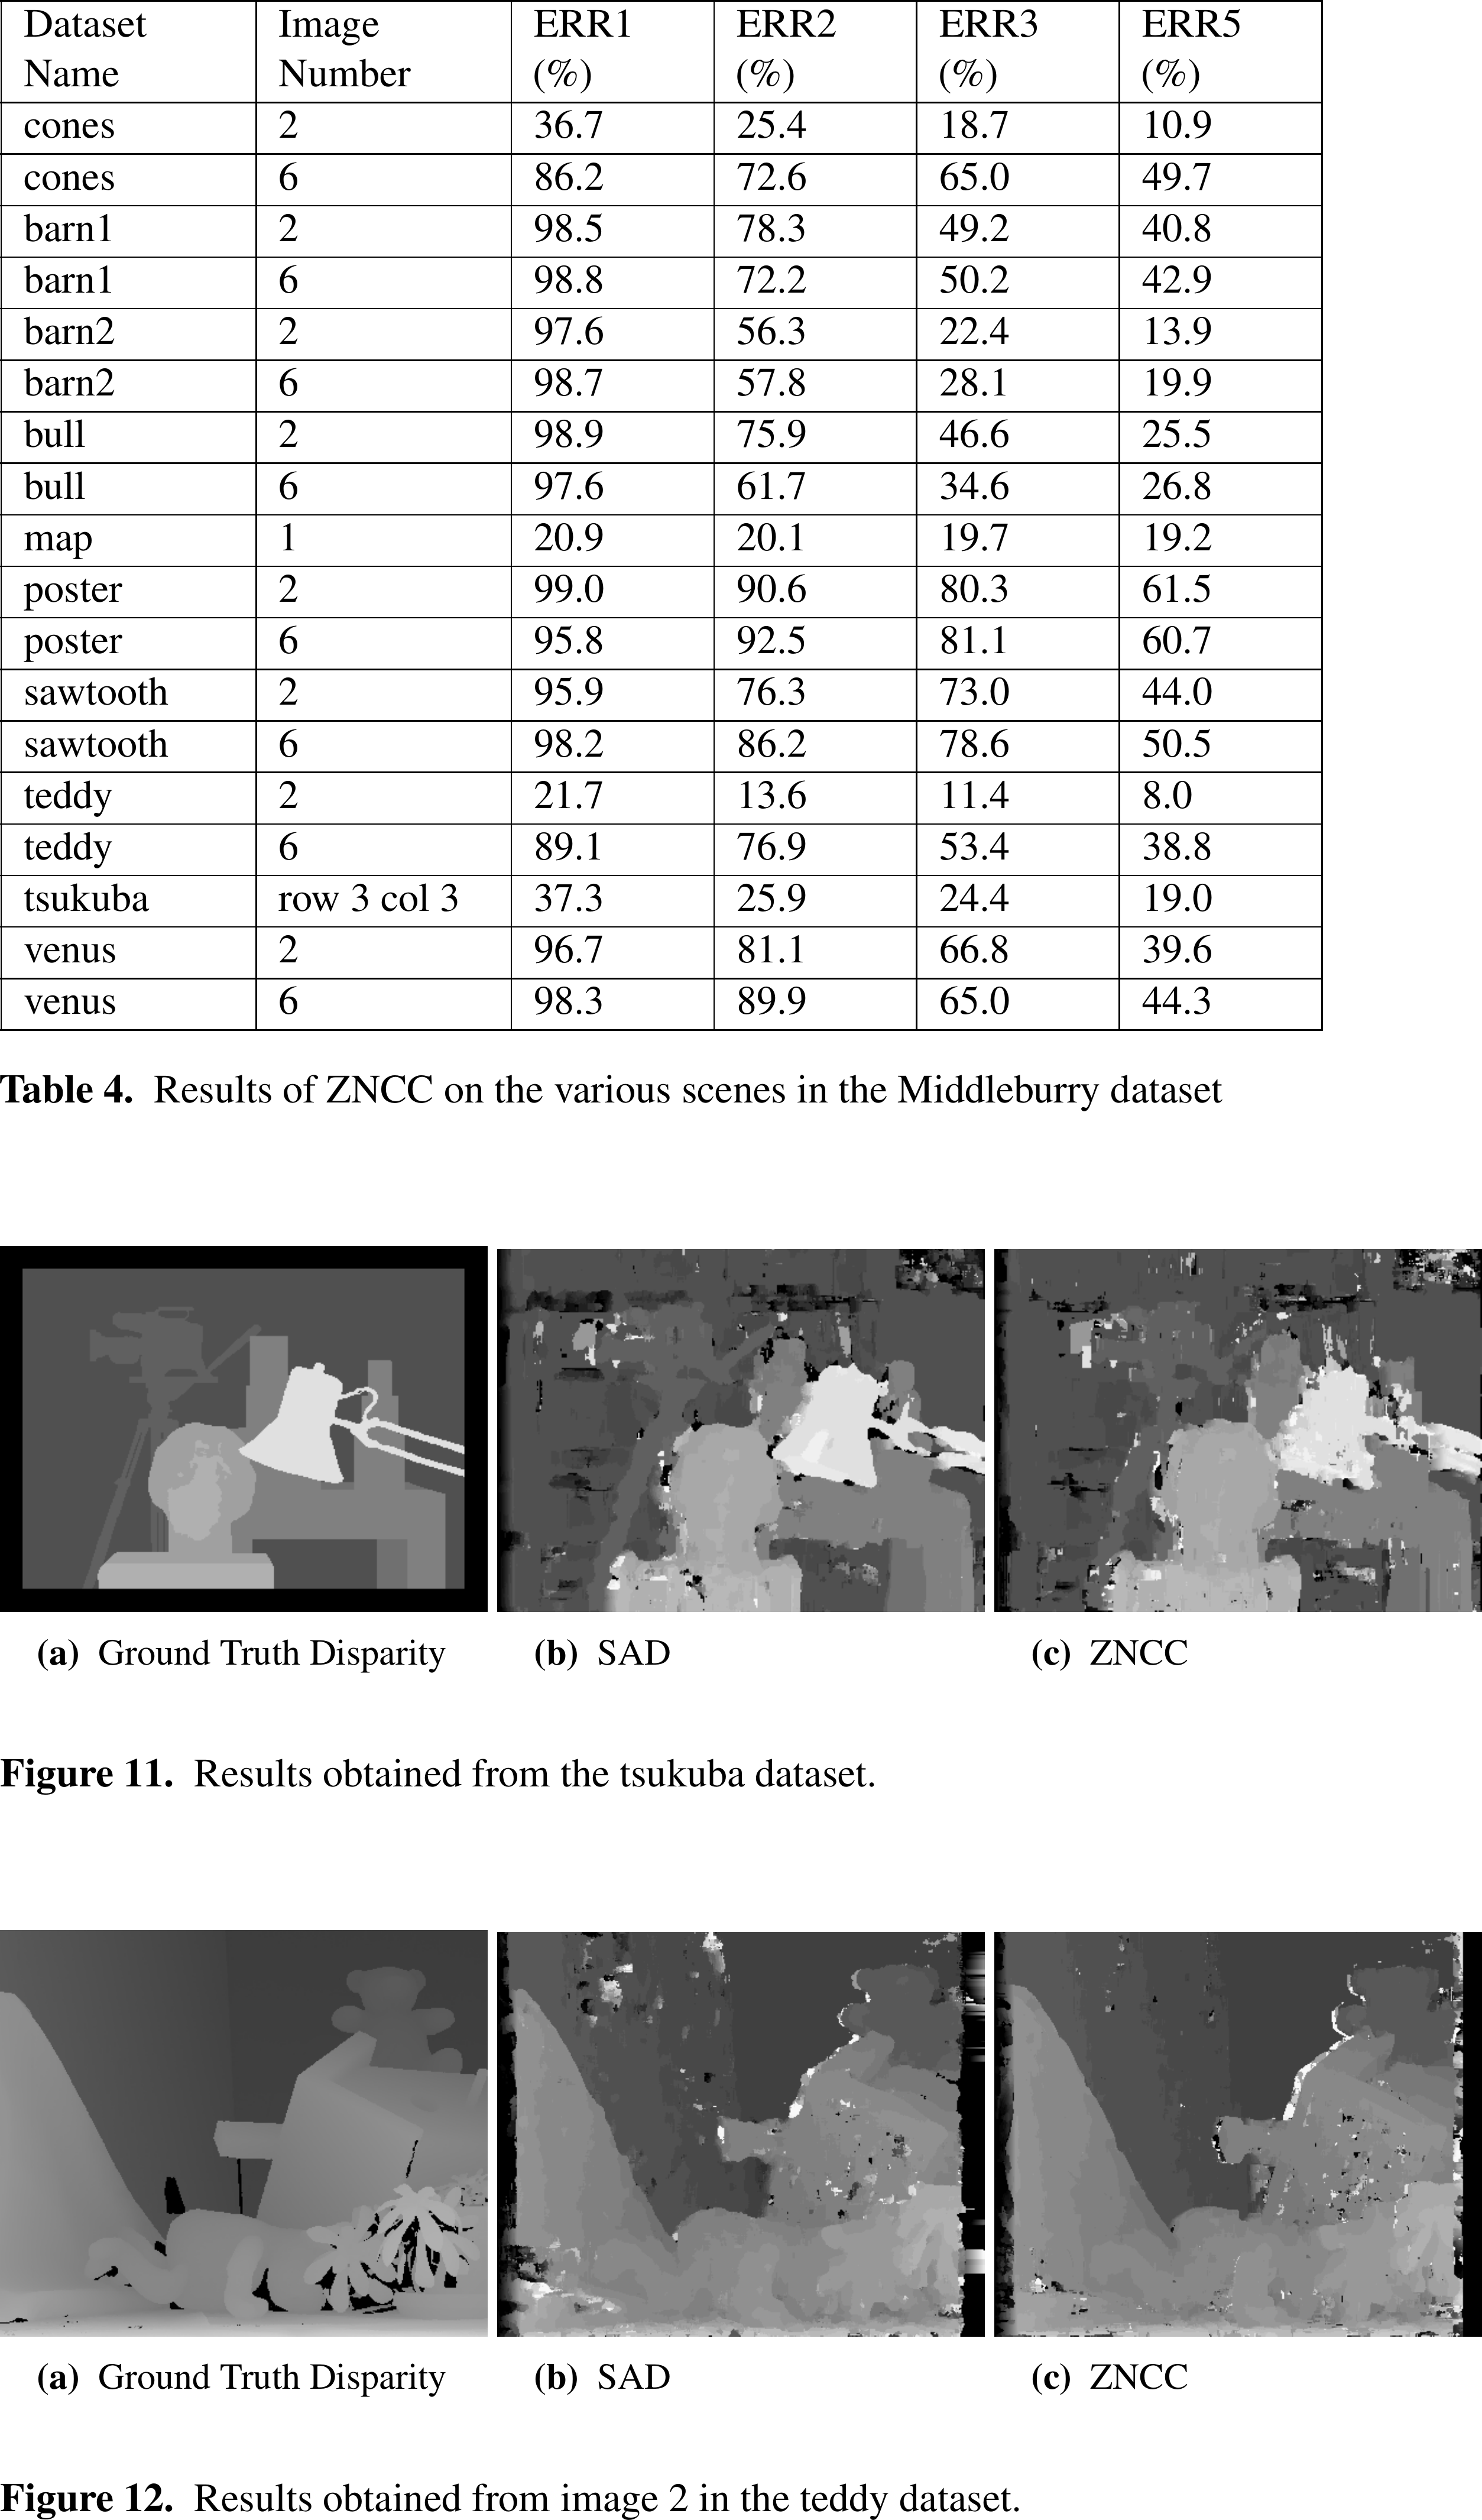 Dataset Name Image Number ERR1 (%) ERR2 (%) ERR3 (%) ERR5 (%)
cones 2 36.7 25.4 18.7 10.9
cones 6 86.2 72.6 65.0 49.7
barn1 2 98.5 78.3 49.2 40.8
barn1 6 98.8 72.2 50.2 42.9
barn2 2 97.6 56.3 22.4 13.9
barn2 6 98.7 57.8 28.1 19.9
bull 2 98.9 75.9 46.6 25.5
bull 6 97.6 61.7 34.6 26.8
map 1 20.9 20.1 19.7 19.2
poster 2 99.0 90.6 80.3 61.5
poster 6 95.8 92.5 81.1 60.7
sawtooth 2 95.9 76.3 73.0 44.0
sawtooth 6 98.2 86.2 78.6 50.5
teddy 2 21.7 13.6 11.4 8.0
teddy 6 89.1 76.9 53.4 38.8
tsukuba row 3 col 3 37.3 25.9 24.4 19.0
venus 2 96.7 81.1 66.8 39.6
venus 6 98.3 89.9 65.0 44.3
Table 4. Results of ZNCC on the various scenes in the Middleburry dataset
(a) Ground Truth Disparity (b) SAD (c) ZNCC
Figure 11. Results obtained from the tsukuba dataset.
(a) Ground Truth Disparity (b) SAD (c) ZNCC
Figure 12. Results obtained from image 2 in the teddy dataset.